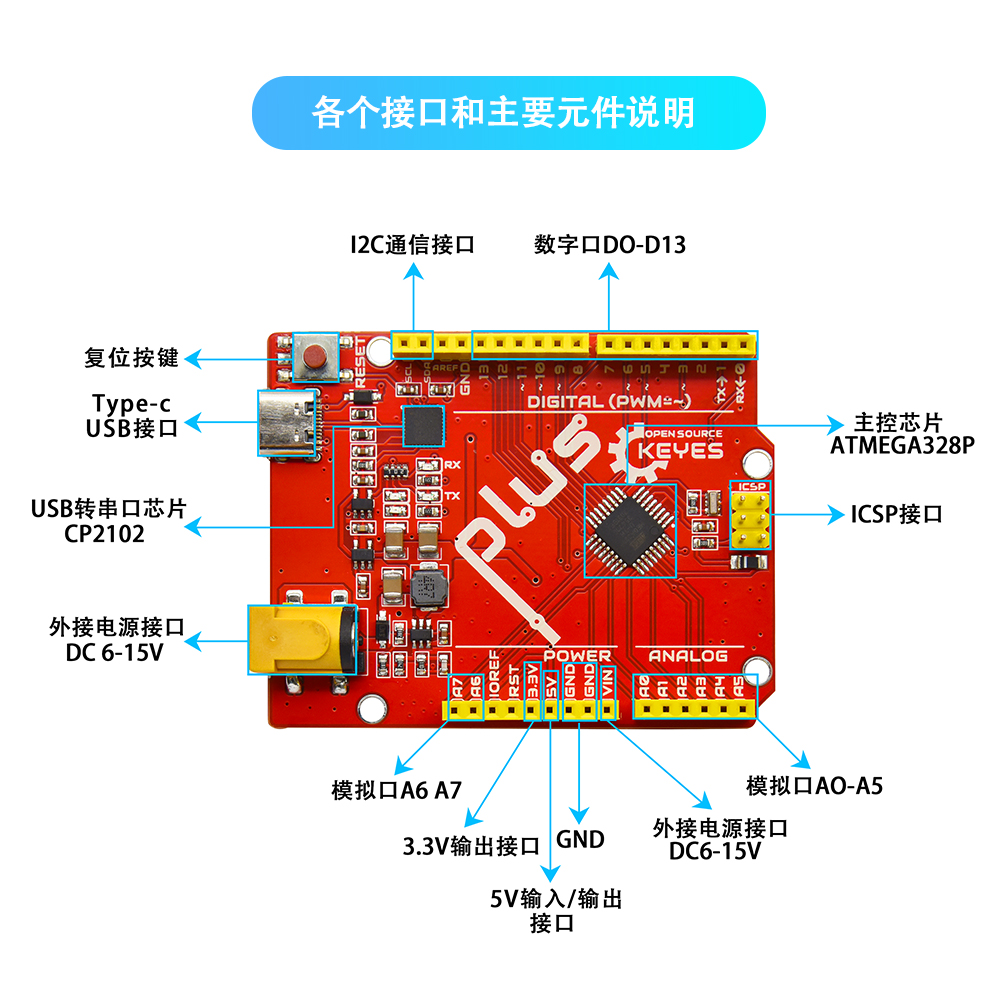 各个接口和主要元件说明
I2C通信接口
数字口DO-D13
复位按键
Type-c
USB接口
USB转串口芯片
CP2102
外接电源接口
DC 6-15V
主控芯片
ATMEGA328P
ICSP接口
RESET
SCL
SDA
AREF
GND
13
12
11
10
9
8
7
6
5
4
3
2
TX→1
RX←0
DIGITAL (PWM=~)
OPEN SOURCE
KEYES
Plus
RX
TX
ICSP
POWER
ANALOG
A7
A6
IOREF
RST
3.3V
5V
GND
GND
VIN
A0
A1
A2
A3
A4
A5
模拟口A6 A7
3.3V输出接口
GND
5V输入/输出
接口
外接电源接口
DC6-15V
模拟口AO-A5